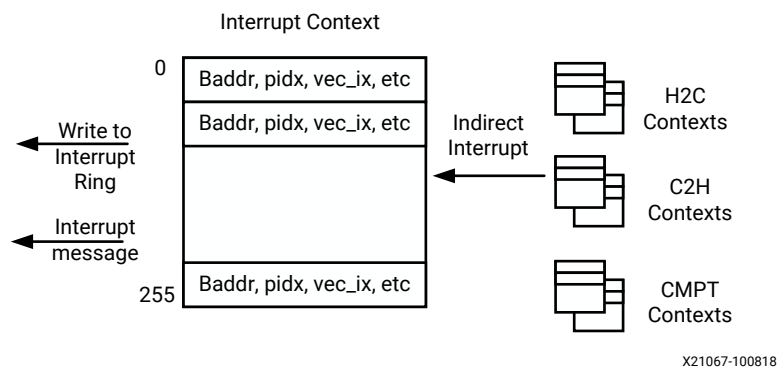 Interrupt Context
0
Baddr, pidx, vec_ix, etc
Baddr, pidx, vec_ix, etc
Baddr, pidx, vec_ix, etc
255
Write to
Interrupt
Ring
Interrupt
message
Indirect
Interrupt
H2C
Contexts
C2H
Contexts
CMPT
Contexts
X21067-100818